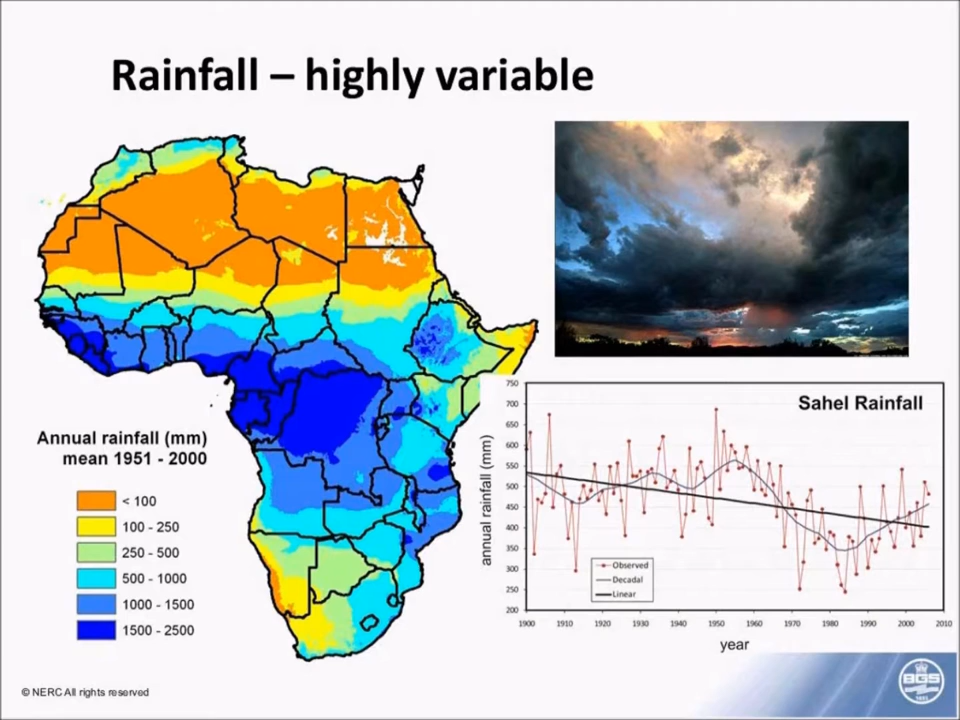 Rainfall – highly variable
Annual rainfall (mm)
mean 1951 - 2000
< 100
100 - 250
250 - 500
500 - 1000
1000 - 1500
1500 - 2500
Sahel Rainfall
annual rainfall (mm)
750
700
650
600
550
500
450
400
350
300
250
200
Observed
Decadal
Linear
1900 1910 1920 1930 1940 1950 1960 1970 1980 1990 2000 2010
year
© NERC All rights reserved
BGS